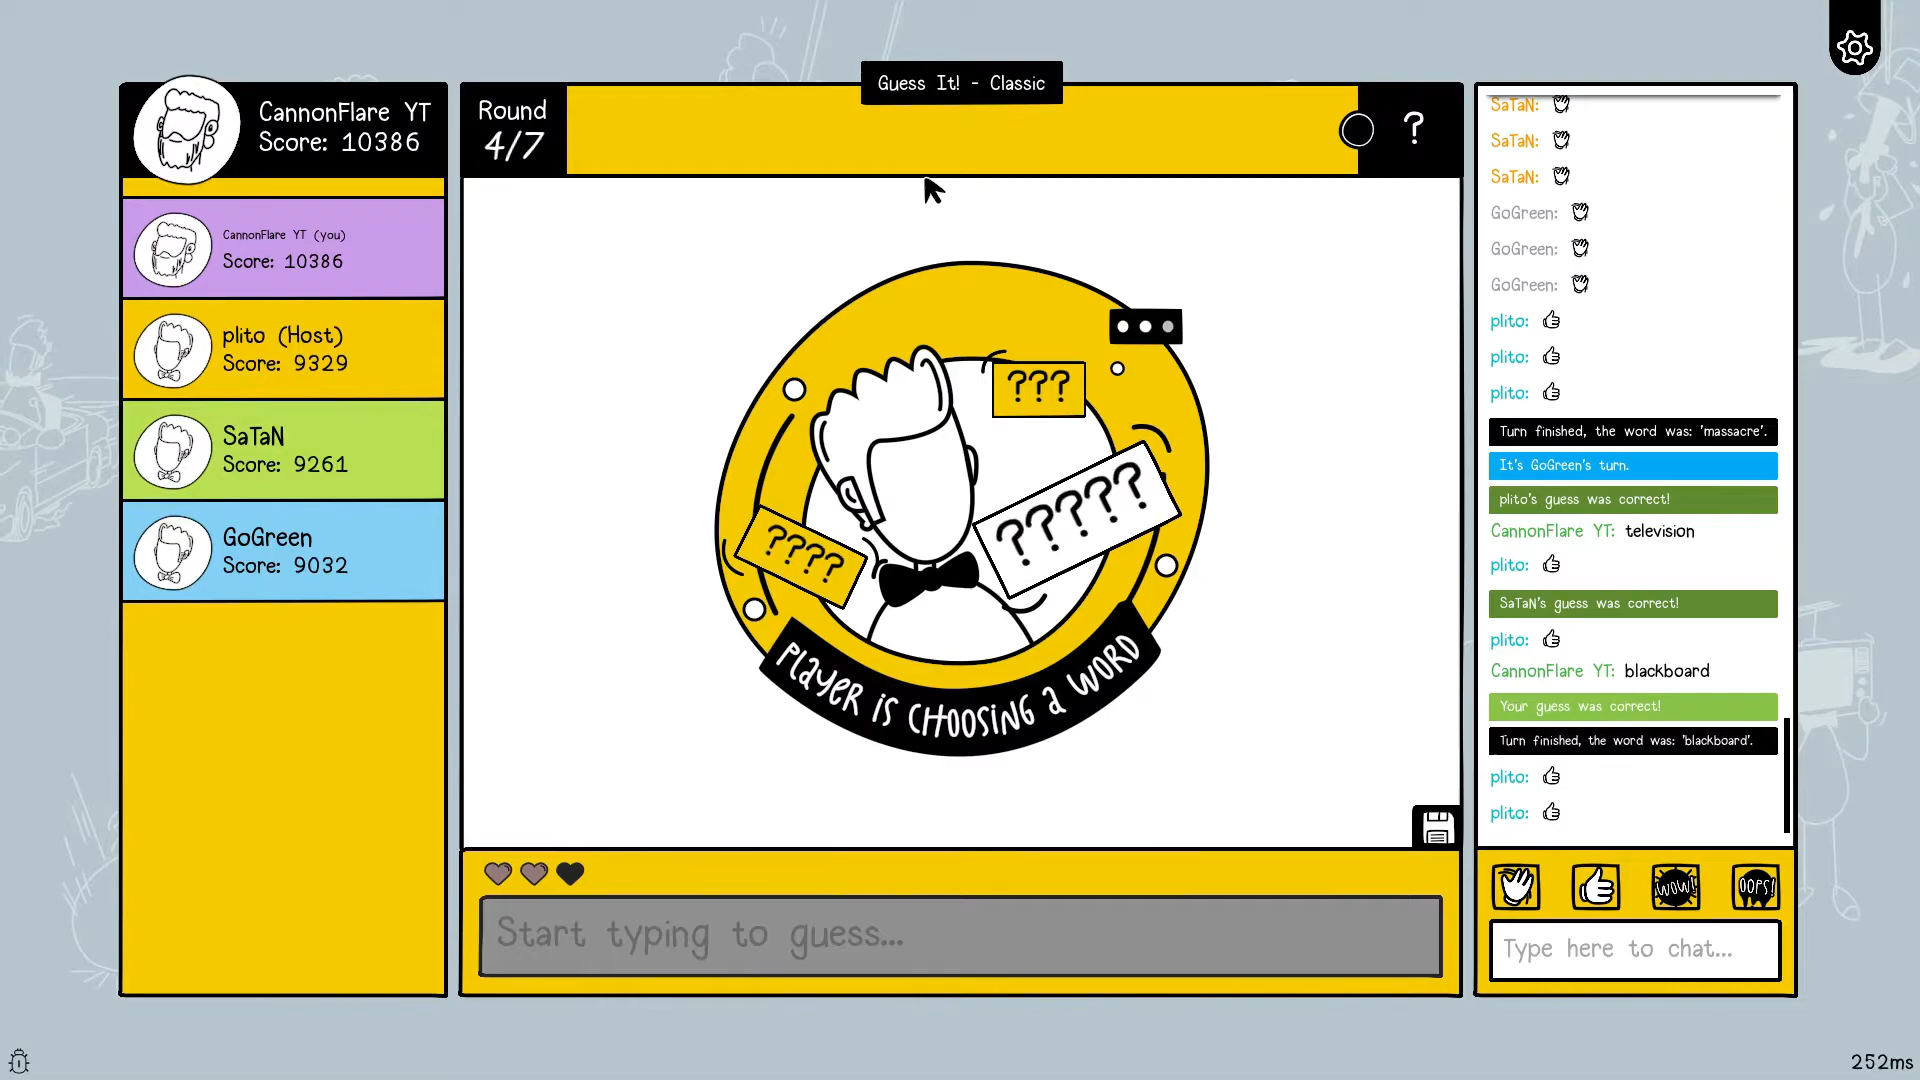 Guess It! - Classic
CannonFlare YT
Score: 10386
CannonFlare YT (you)
Score: 10386
plito (Host)
Score: 9329
SaTaN
Score: 9261
GoGreen
Score: 9032
Round
4/7
?
???
????
?????
PLAYER IS CHOOSING A WORD
Start typing to guess...
SaTaN:
SaTaN:
SaTaN:
GoGreen:
GoGreen:
GoGreen:
plito:
plito:
plito:
Turn finished, the word was: 'massacre'.
It's GoGreen's turn.
plito's guess was correct!
CannonFlare YT: television
plito:
SaTaN's guess was correct!
plito:
CannonFlare YT: blackboard
Your guess was correct!
Turn finished, the word was: 'blackboard'.
plito:
plito:
WOW!
OOPS!
Type here to chat...
252ms